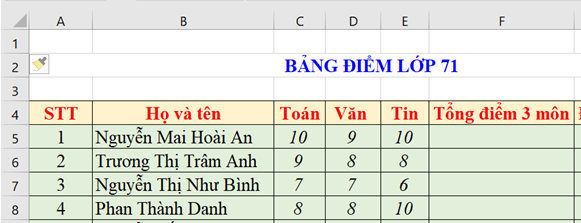 A B C D E F
1
2 BẢNG ĐIỂM LỚP 71
3
4 STT Họ và tên Toán Văn Tin Tổng điểm 3 môn
5 1 Nguyễn Mai Hoài An 10 9 10
6 2 Trương Thị Trâm Anh 9 8 8
7 3 Nguyễn Thị Như Bình 7 7 6
8 4 Phan Thành Danh 8 8 10